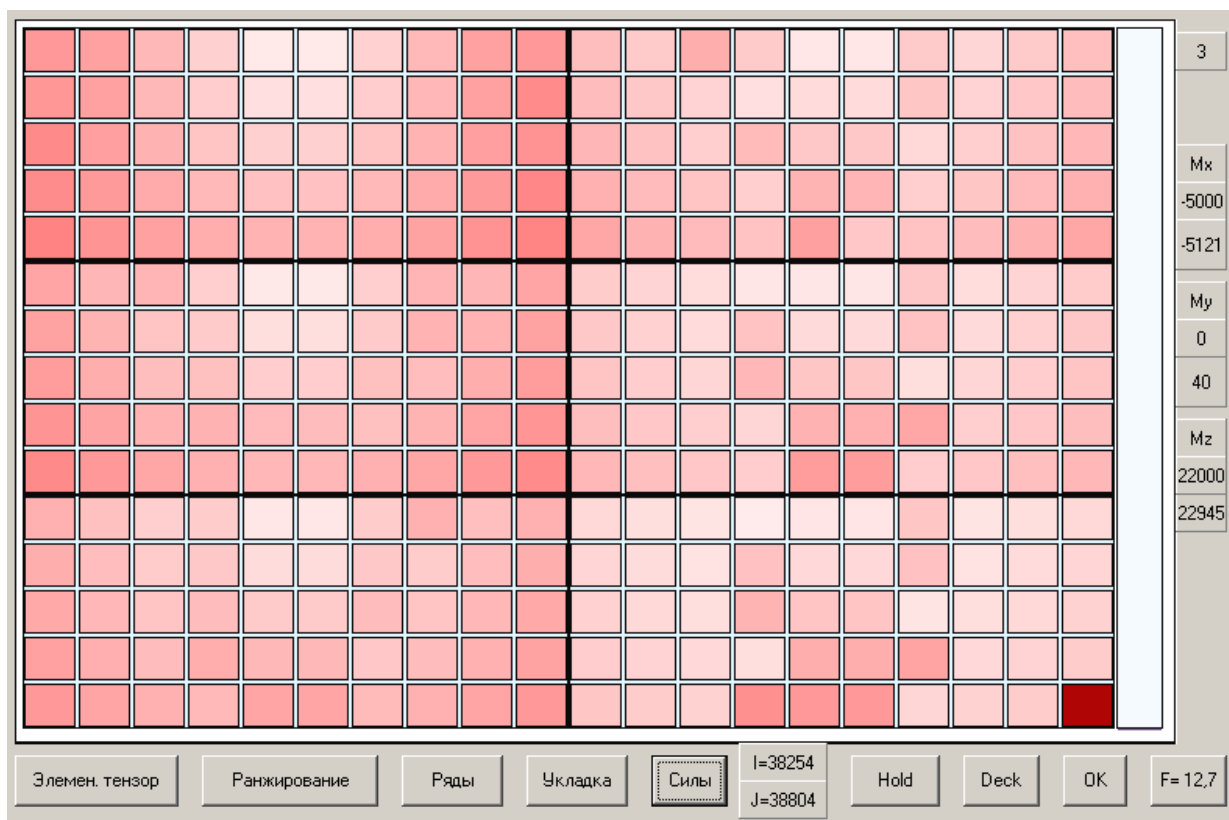 3
Mx
-5000
-5121
My
0
40
Mz
22000
22945
Элемен. тензор
Ранжирование
Ряды
Укладка
Силы
I=38254
J=38804
Hold
Deck
OK
F= 12,7